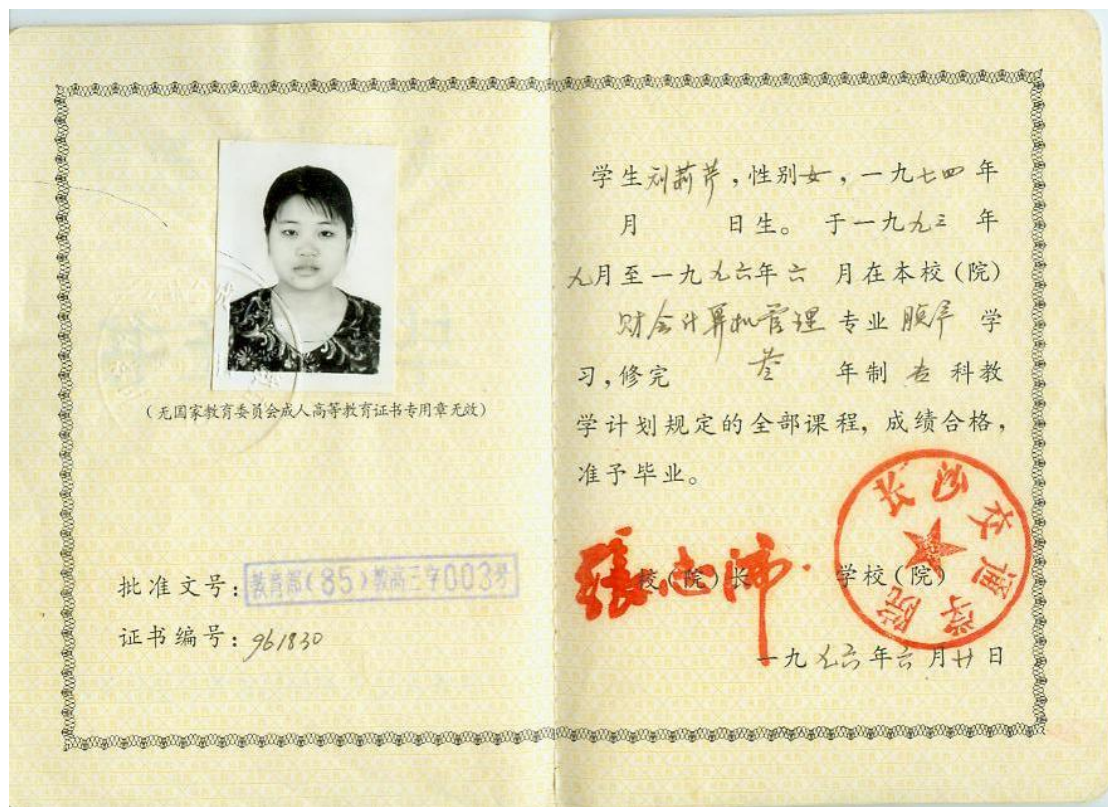 (无国家教育委员会成人高等教育证书专用章无效)
批准文号:教育部(85)教高三字003号
证书编号:961830
学生刘莉芹,性别女,一九七四年
月 日生。于一九九三年
九月至一九九六年六月在本校(院)
财会计算机管理专业脱产学
习,修完 叁 年制专科教
学计划规定的全部课程,成绩合格,
准予毕业。
校(院)长
学校(院)
长沙交通学院
一九九六年六月廿日